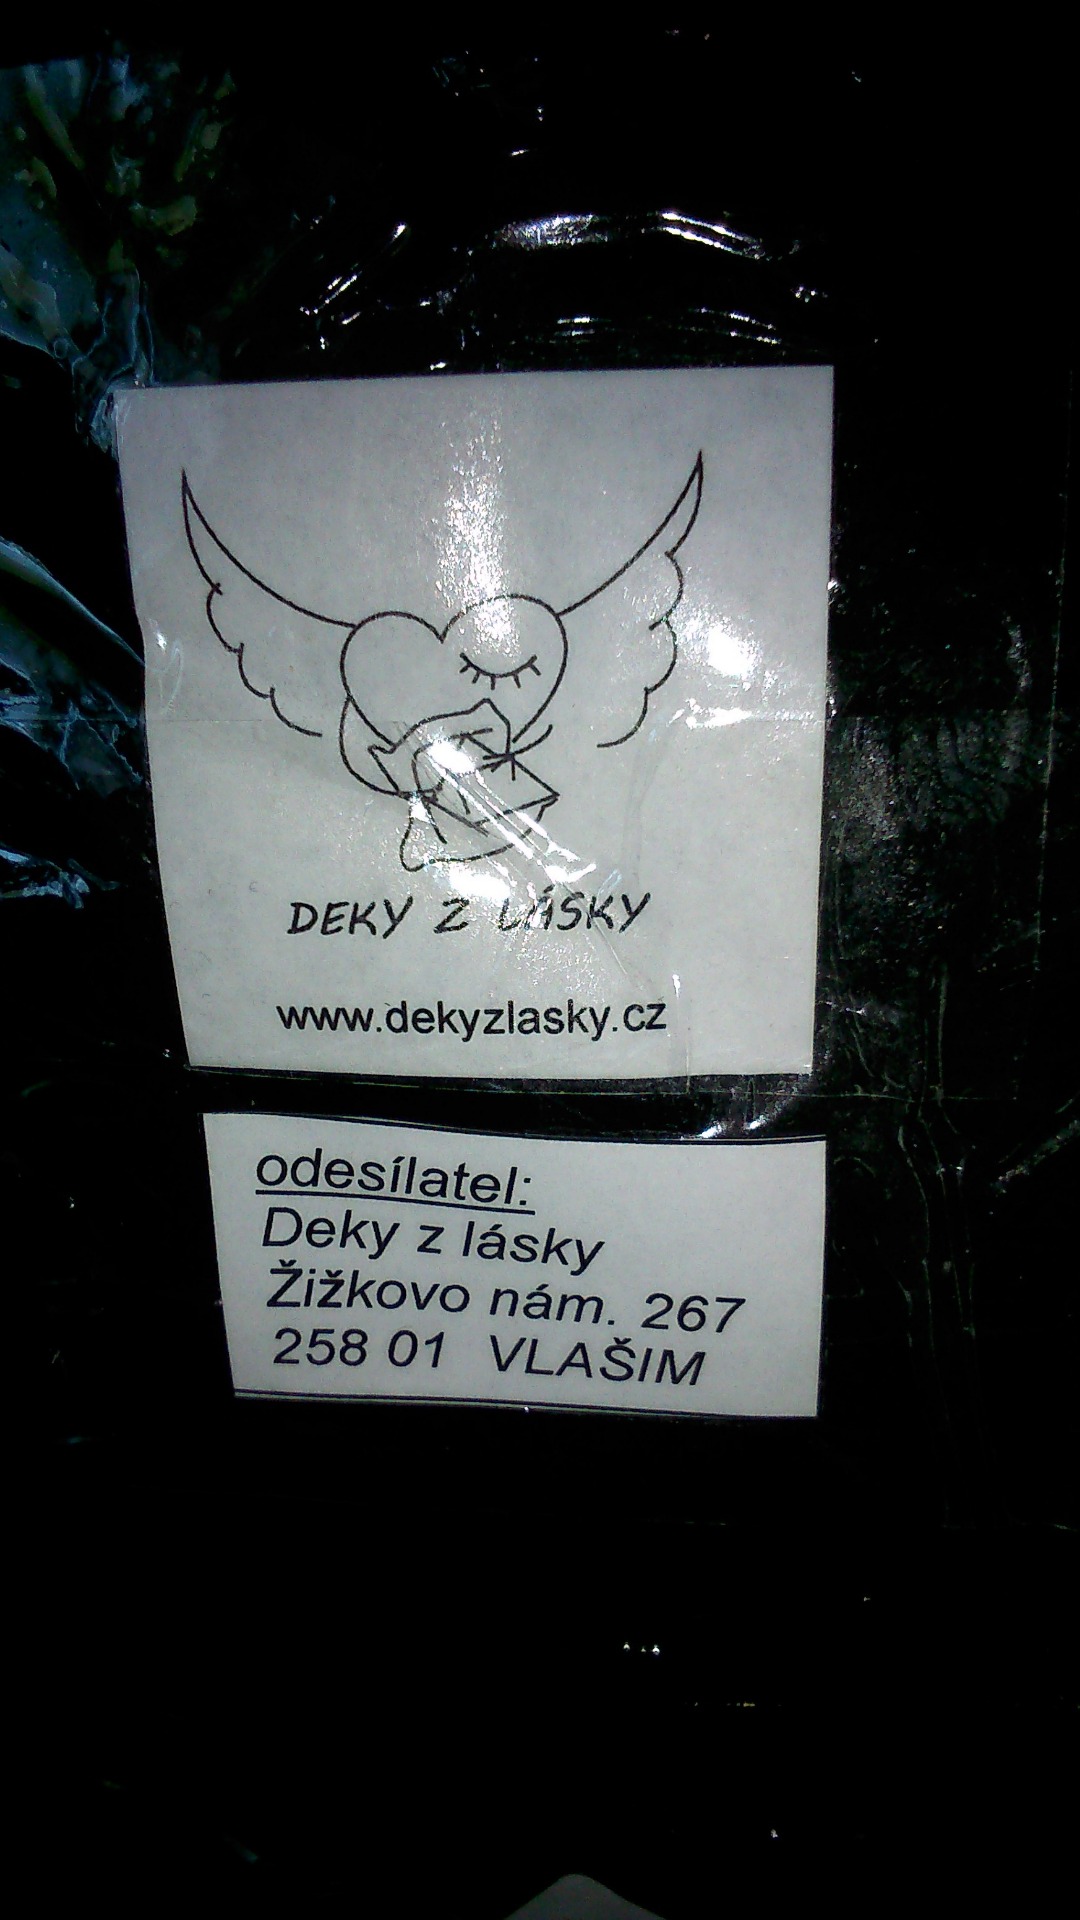 DEKY Z LÁSKY
www.dekyzlasky.cz
odesílatel:
Deky z lásky
Žižkovo nám. 267
258 01 VLAŠIM